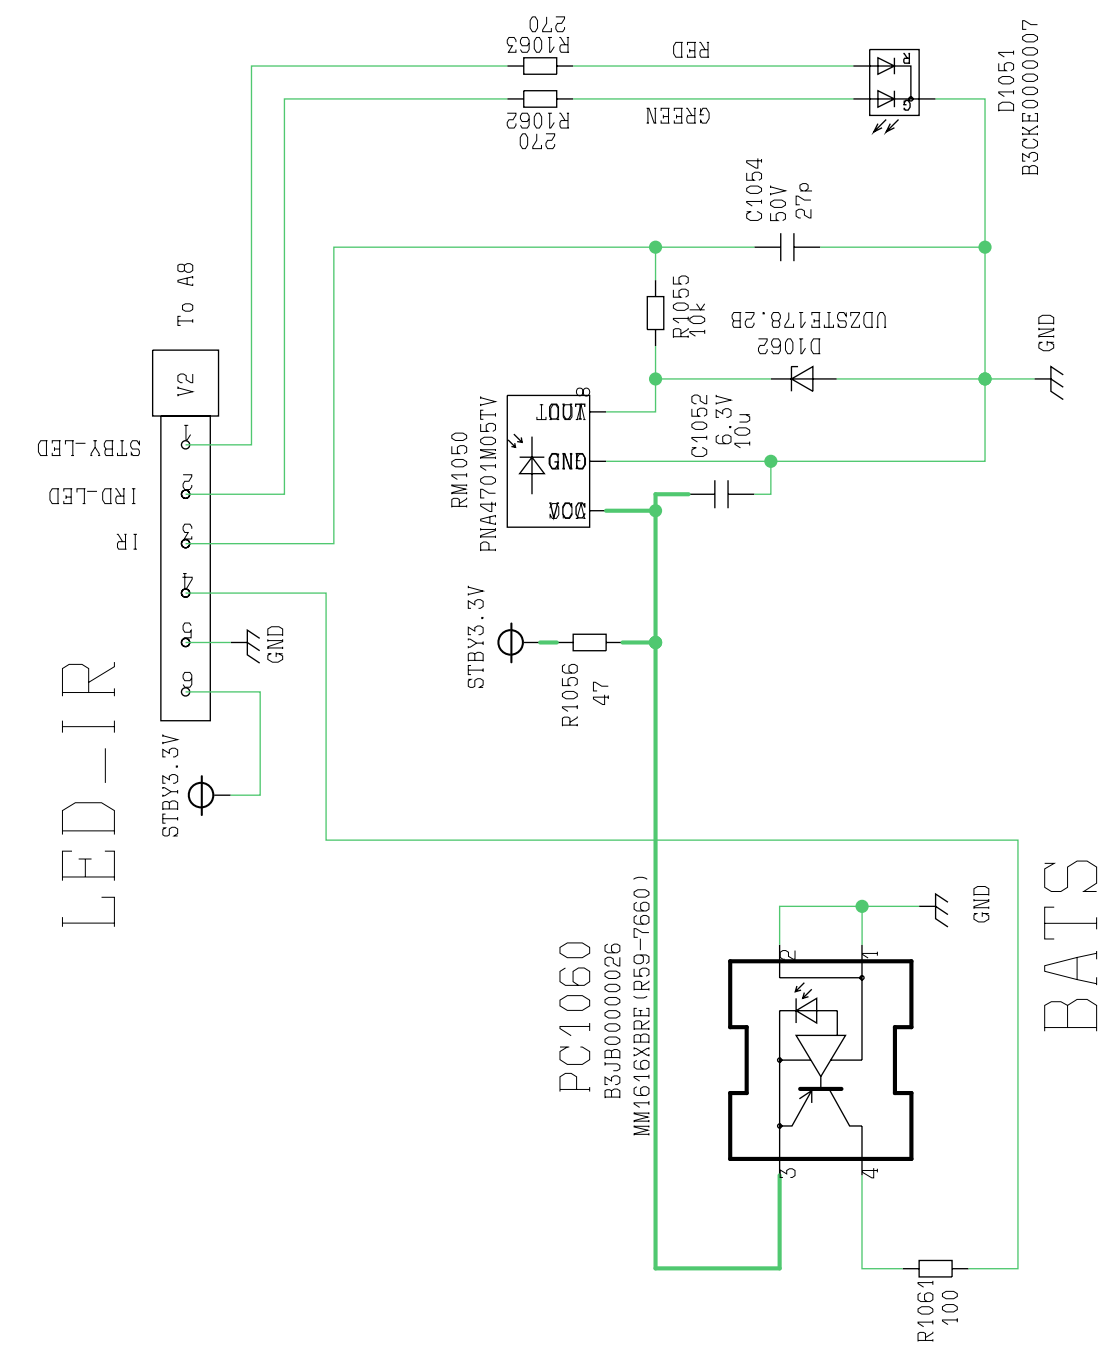 270
R1063
RED
R
G
GREEN
R1062
270
D1051
B3CKE0000007
C1054
50V
27p
To A8
V2
R1055
10k
UDZSTE178.2B
D1062
GND
STBY-LED
1
IRD-LED
2
IR
3
4
5
GND
6
STBY3.3V
LED-IR
RM1050
PNA4701M05TV
8
VOUT
GND
C1052
6.3V
10u
STBY3.3V
R1056
47
PC1060
B3JB00000026
MM1616XBRE(R59-7660)
2
1
GND
3
4
BATS
R1061
100